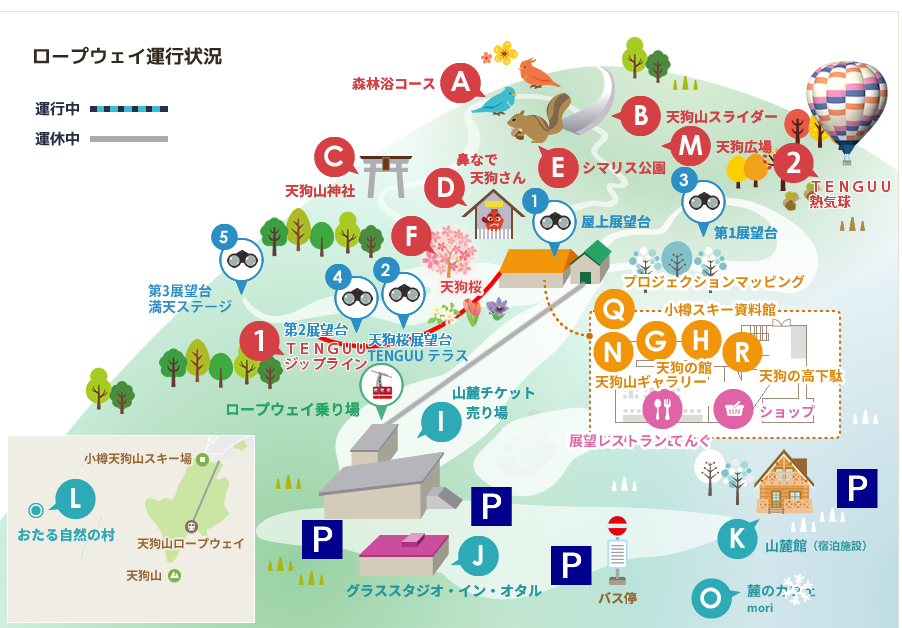 ロープウェイ運行状況
運行中
運休中
森林浴コース
A
B
天狗山スライダー
M
天狗広場
2
TENGUU
熱気球
C
天狗山神社
鼻なで
天狗さん
D
E
シマリス公園
3
第1展望台
1
屋上展望台
F
天狗桜
5
第3展望台
満天ステージ
4
第2展望台
2
天狗桜展望台
TENGUU テラス
1
TENGUU
ジップライン
プロジェクションマッピング
Q
小樽スキー資料館
N
G
H
R
天狗の館
天狗山ギャラリー
天狗の高下駄
ショップ
展望レストランてんぐ
ロープウェイ乗り場
I
山麓チケット
売り場
小樽天狗山スキー場
L
おたる自然の村
天狗山ロープウェイ
天狗山
P
P
P
P
J
グラススタジオ・イン・オタル
バス停
K
山麓館（宿泊施設）
O
麓の
mori